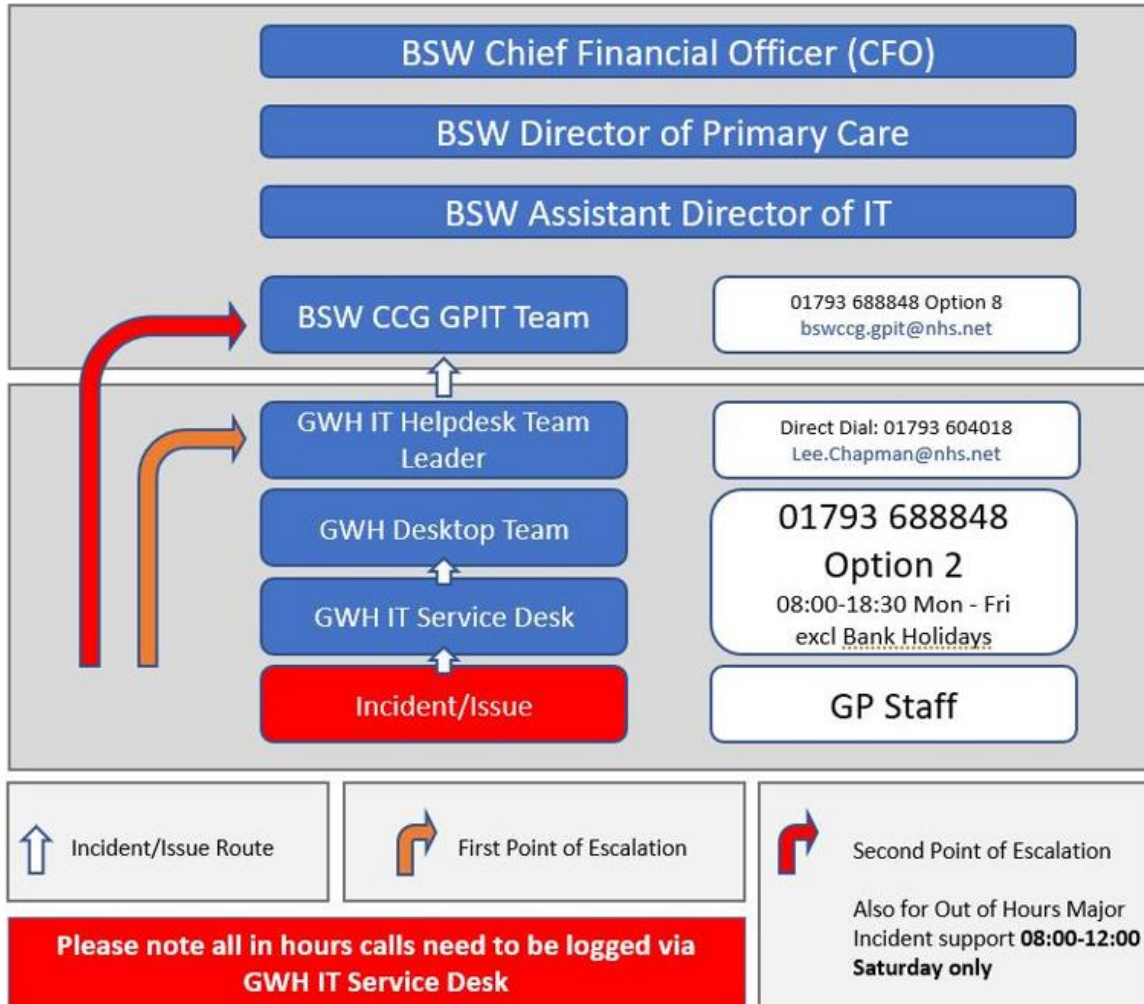 BSW Chief Financial Officer (CFO)
BSW Director of Primary Care
BSW Assistant Director of IT
BSW CCG GPIT Team
01793 688848 Option 8
bswccg.gpit@nhs.net
GWH IT Helpdesk Team
Leader
Direct Dial: 01793 604018
Lee.Chapman@nhs.net
GWH Desktop Team
01793 688848
Option 2
08:00-18:30 Mon - Fri
excl Bank Holidays
GWH IT Service Desk
Incident/Issue
GP Staff
Incident/Issue Route
First Point of Escalation
Second Point of Escalation
Also for Out of Hours Major
Incident support 08:00-12:00
Saturday only
Please note all in hours calls need to be logged via
GWH IT Service Desk